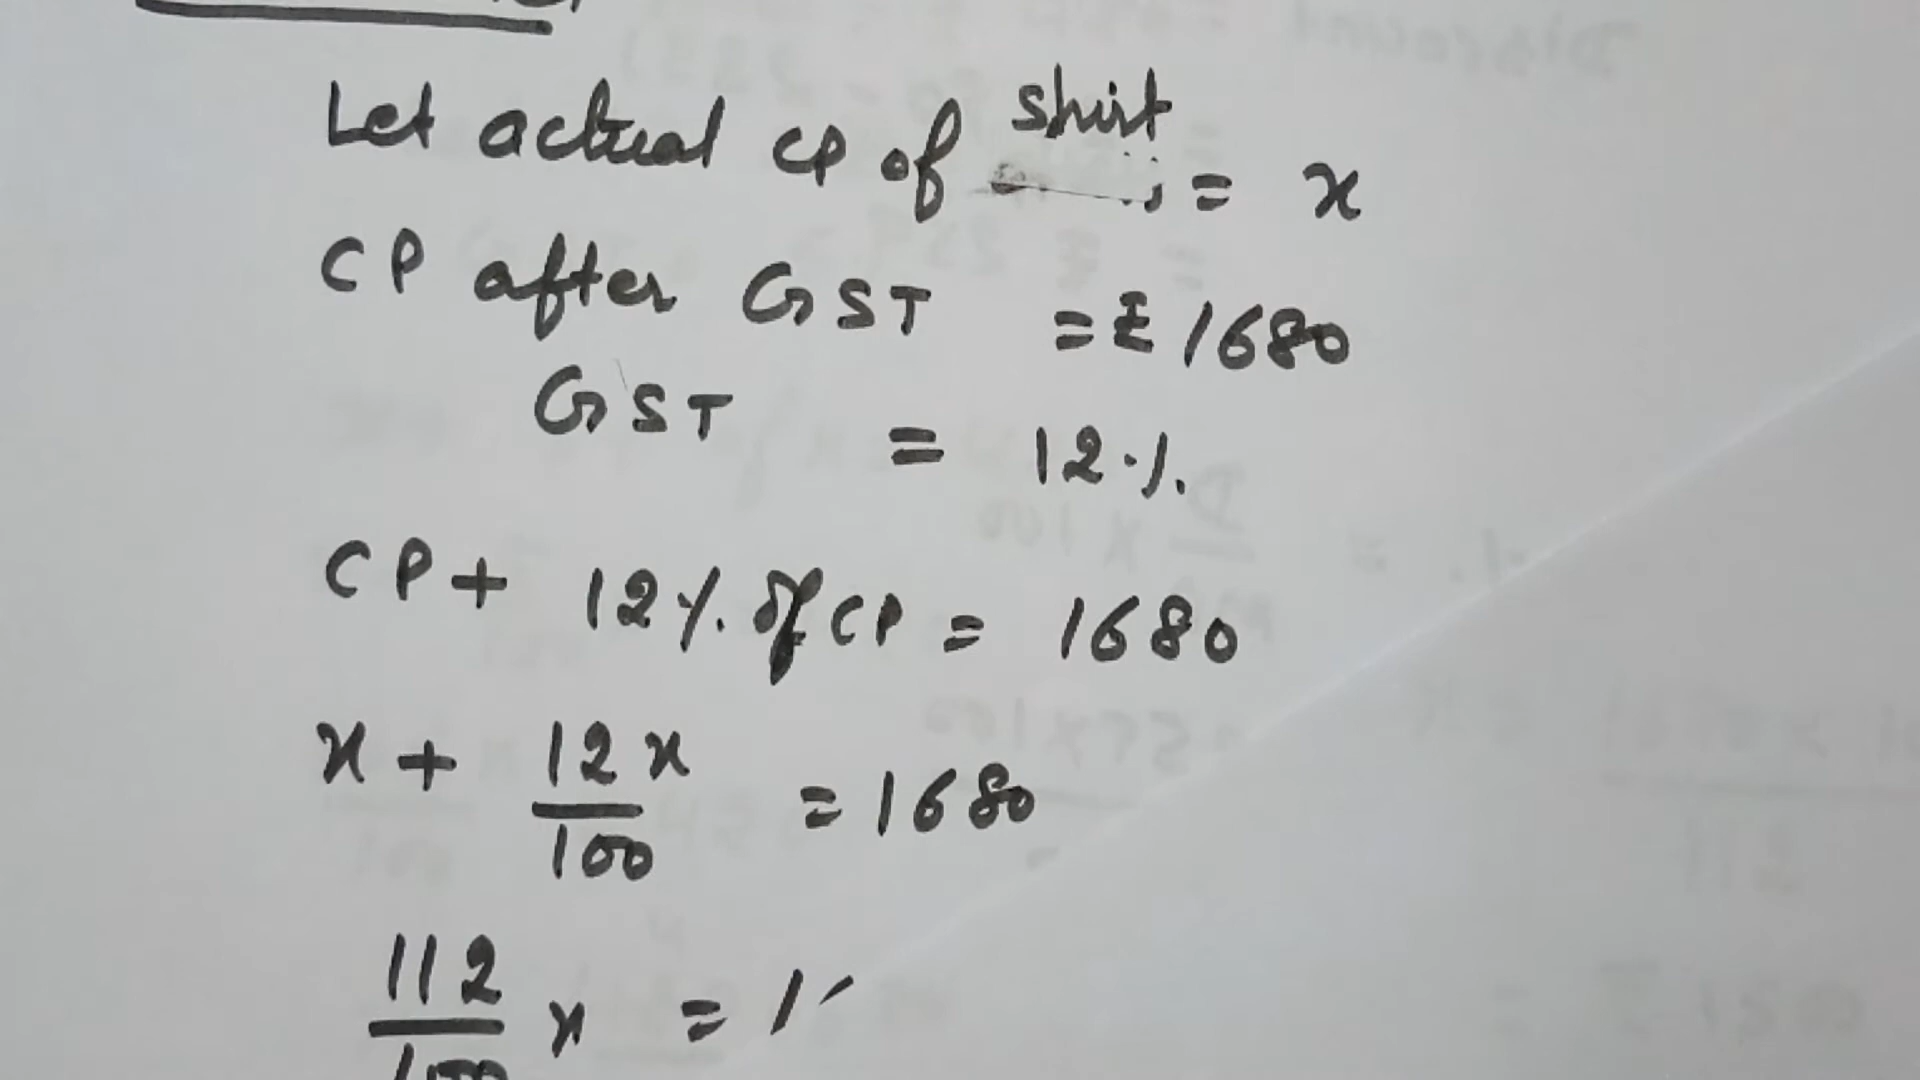 Let actual CP of shirt = x
CP after GST = ₹ 1680
GST = 12%
CP + 12% of CP = 1680
x + 12x/100 = 1680
112/100 x = 1